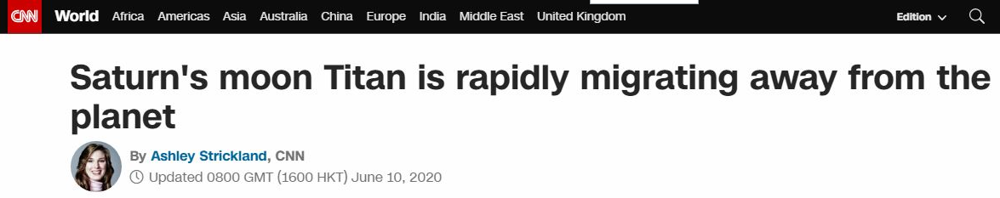 CNN World Africa Americas Asia Australia China Europe India Middle East United Kingdom Edition
Saturn's moon Titan is rapidly migrating away from the
planet
By Ashley Strickland, CNN
Updated 0800 GMT (1600 HKT) June 10, 2020